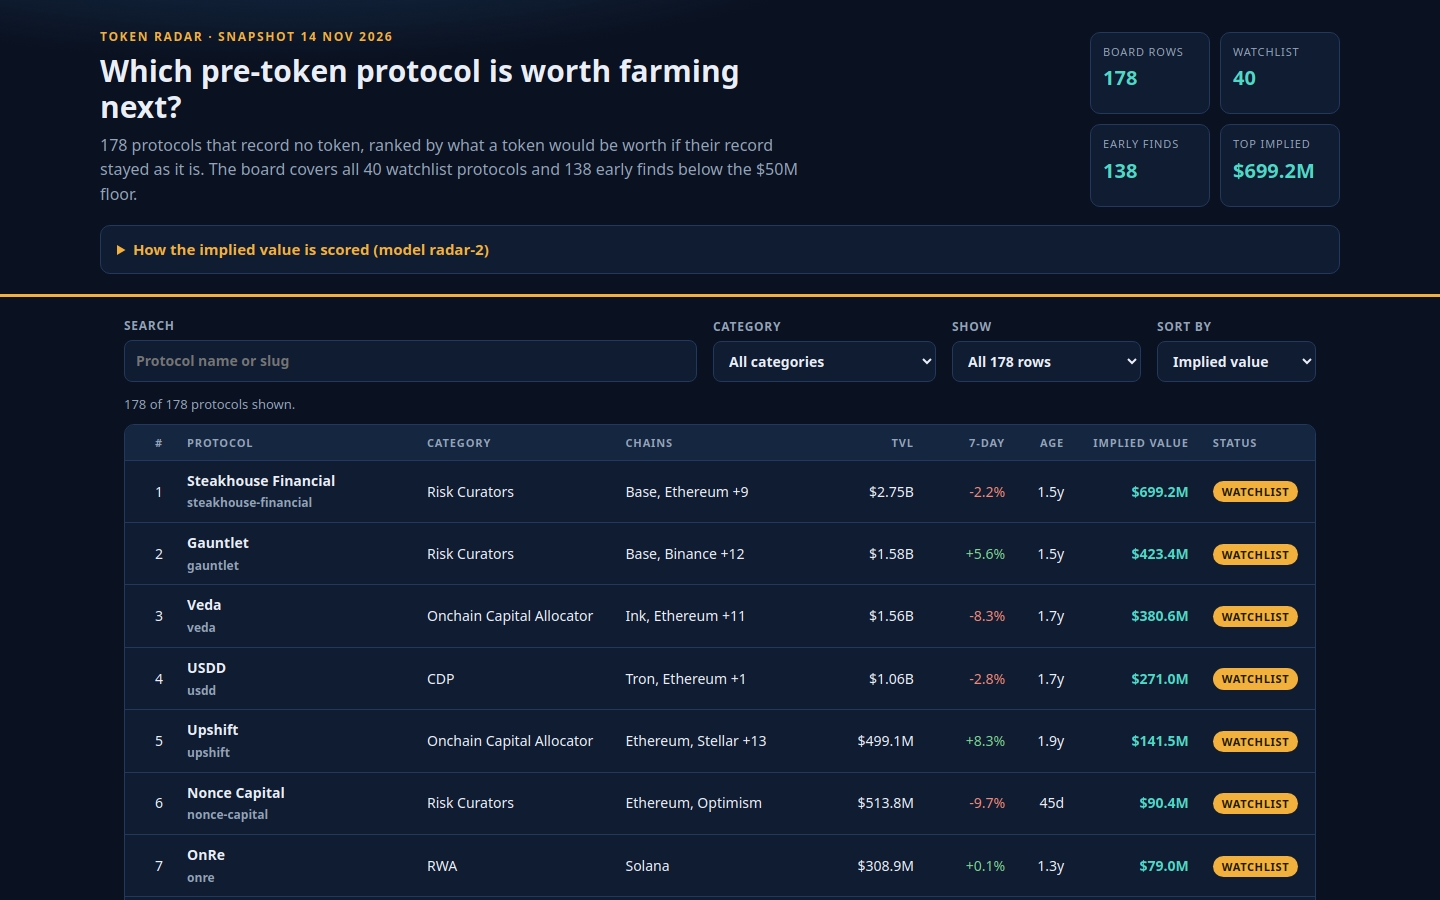 TOKEN RADAR · SNAPSHOT 14 NOV 2026
Which pre-token protocol is worth farming
next?
178 protocols that record no token, ranked by what a token would be worth if their record
stayed as it is. The board covers all 40 watchlist protocols and 138 early finds below the $50M
floor.
BOARD ROWS
178
WATCHLIST
40
EARLY FINDS
138
TOP IMPLIED
$699.2M
▶ How the implied value is scored (model radar-2)
SEARCH
Protocol name or slug
CATEGORY
All categories
SHOW
All 178 rows
SORT BY
Implied value
178 of 178 protocols shown.
# PROTOCOL CATEGORY CHAINS TVL 7-DAY AGE IMPLIED VALUE STATUS
1 Steakhouse Financial Risk Curators Base, Ethereum +9 $2.75B -2.2% 1.5y $699.2M WATCHLIST
steakhouse-financial
2 Gauntlet Risk Curators Base, Binance +12 $1.58B +5.6% 1.5y $423.4M WATCHLIST
gauntlet
3 Veda Onchain Capital Allocator Ink, Ethereum +11 $1.56B -8.3% 1.7y $380.6M WATCHLIST
veda
4 USDD CDP Tron, Ethereum +1 $1.06B -2.8% 1.7y $271.0M WATCHLIST
usdd
5 Upshift Onchain Capital Allocator Ethereum, Stellar +13 $499.1M +8.3% 1.9y $141.5M WATCHLIST
upshift
6 Nonce Capital Risk Curators Ethereum, Optimism $513.8M -9.7% 45d $90.4M WATCHLIST
nonce-capital
7 OnRe RWA Solana $308.9M +0.1% 1.3y $79.0M WATCHLIST
onre